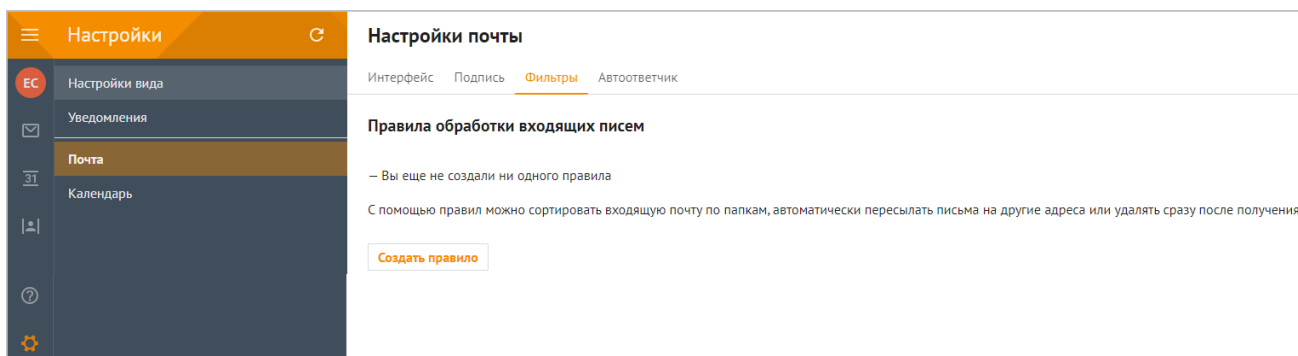 Настройки
ЕС
Настройки вида
Уведомления
Почта
31
Календарь
Настройки почты
Интерфейс Подпись Фильтры Автоответчик
Правила обработки входящих писем
— Вы еще не создали ни одного правила
С помощью правил можно сортировать входящую почту по папкам, автоматически пересылать письма на другие адреса или удалять сразу после получения
Создать правило